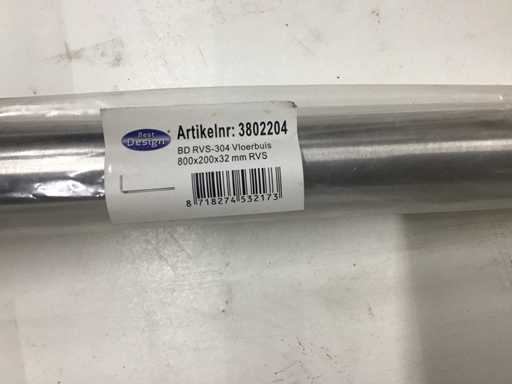 Best
Design
Artikelnr: 3802204
BD RVS-304 Vloerbuis
800x200x32 mm RVS
8 718274 532173